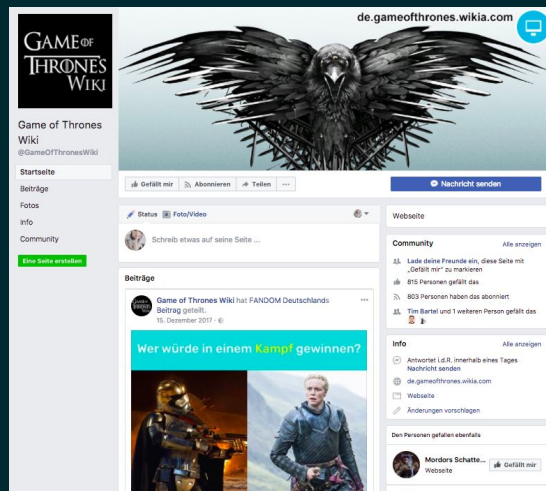 de.gameofthrones.wikia.com
GAME OF
THRONES
WIKI
Game of Thrones
Wiki
@GameOfThronesWiki
Startseite
Beiträge
Fotos
Info
Community
Eine Seite erstellen
Gefällt mir
Abonnieren
Teilen
Nachricht senden
Status
Foto/Video
Schreib etwas auf seine Seite ...
Beiträge
Game of Thrones Wiki hat FANDOM Deutschlands
Beitrag geteilt.
15. Dezember 2017 ·
Wer würde in einem Kampf gewinnen?
Webseite
Community
Alle anzeigen
Lade deine Freunde ein, diese Seite mit
„Gefällt mir“ zu markieren
815 Personen gefällt das
803 Personen haben das abonniert
Tim Bartel und 1 weiteren Person gefällt das
Info
Alle anzeigen
Antwortet i.d.R. innerhalb eines Tages
Nachricht senden
de.gameofthrones.wikia.com
Webseite
Änderungen vorschlagen
Den Personen gefallen ebenfalls
Mordors Schatte...
Webseite
Gefällt mir